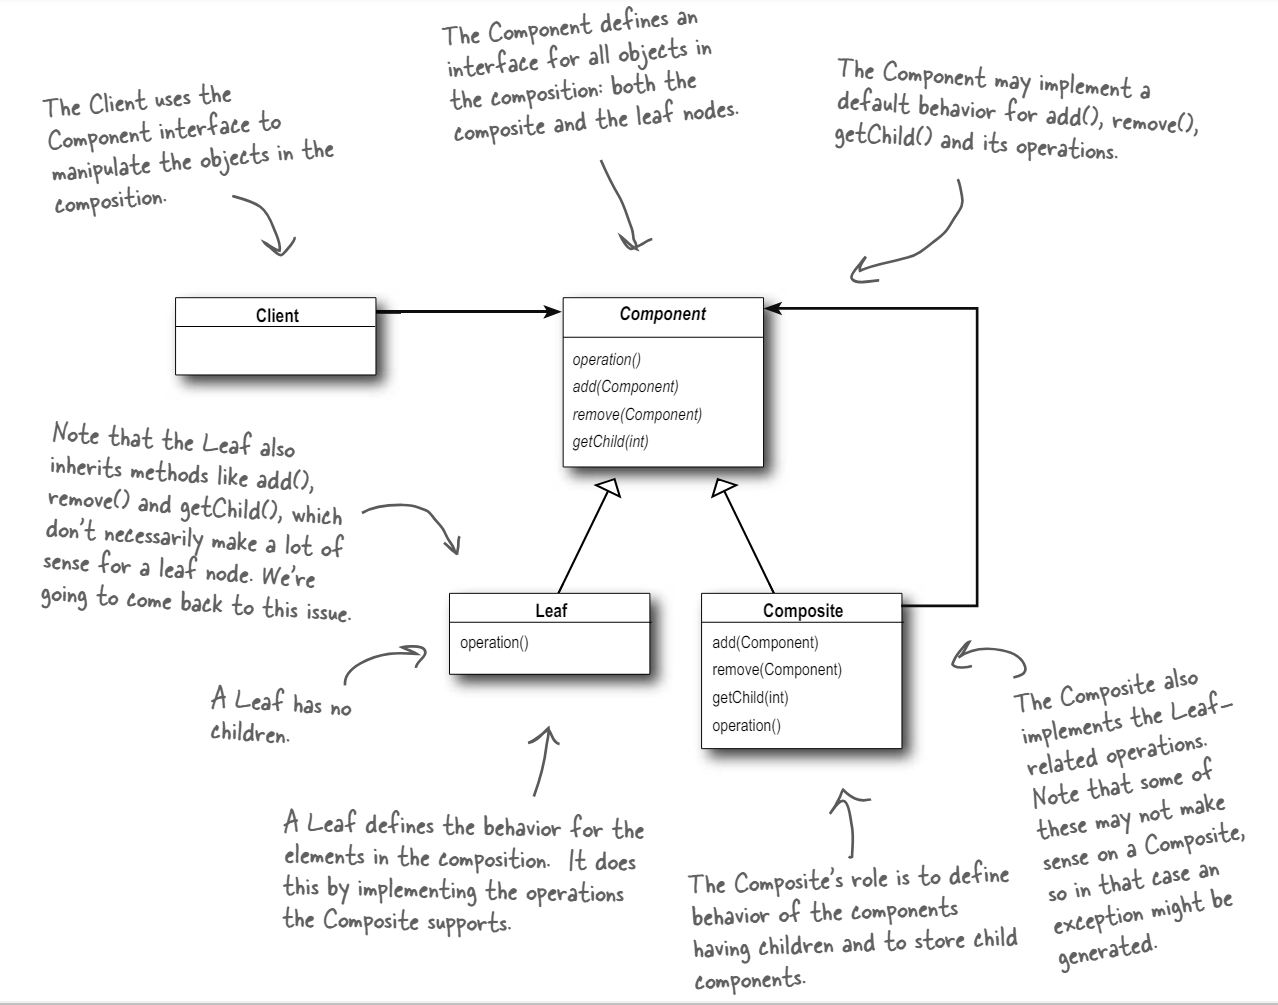 The Component defines an
interface for all objects in
the composition: both the
composite and the leaf nodes.
The Component may implement a
default behavior for add(), remove(),
getChild() and its operations.
The Client uses the
Component interface to
manipulate the objects in the
composition.
Client
Component
operation()
add(Component)
remove(Component)
getChild(int)
Note that the Leaf also
inherits methods like add(),
remove() and getChild(), which
don't necessarily make a lot of
sense for a leaf node. We're
going to come back to this issue.
Leaf
operation()
Composite
add(Component)
remove(Component)
getChild(int)
operation()
A Leaf has no
children.
The Composite also
implements the Leaf-
related operations.
Note that some of
these may not make
sense on a Composite,
so in that case an
exception might be
generated.
A Leaf defines the behavior for the
elements in the composition. It does
this by implementing the operations
the Composite supports.
The Composite's role is to define
behavior of the components
having children and to store child
components.